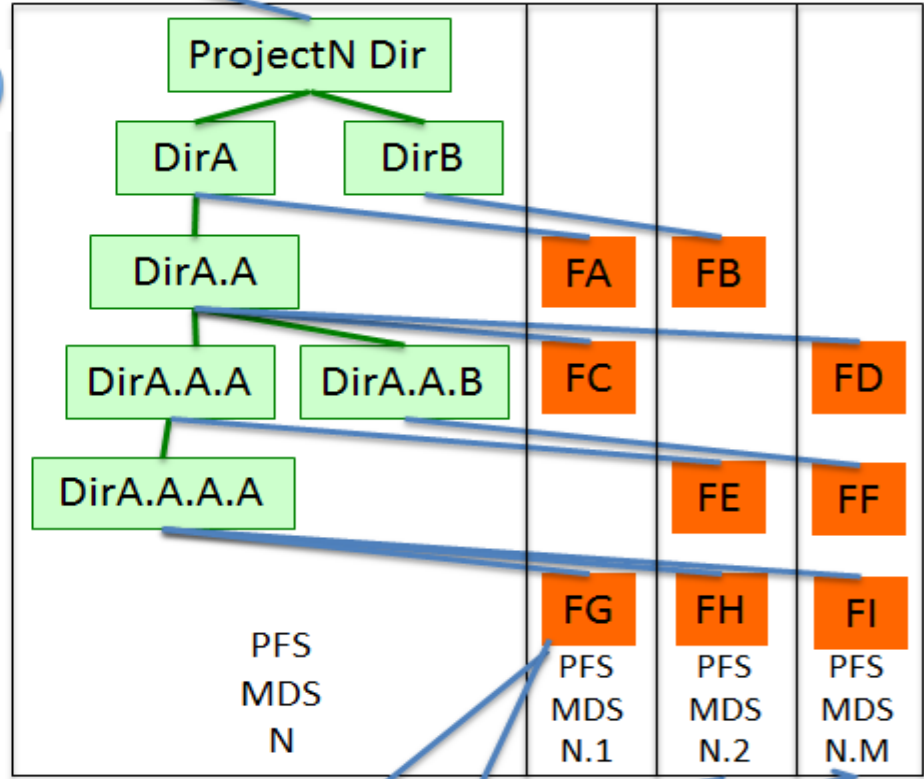 ProjectN Dir
DirA
DirB
DirA.A
FA
FB
DirA.A.A
DirA.A.B
FC
FD
DirA.A.A.A
FE
FF
FG
FH
FI
PFS
MDS
N
PFS
MDS
N.1
PFS
MDS
N.2
PFS
MDS
N.M